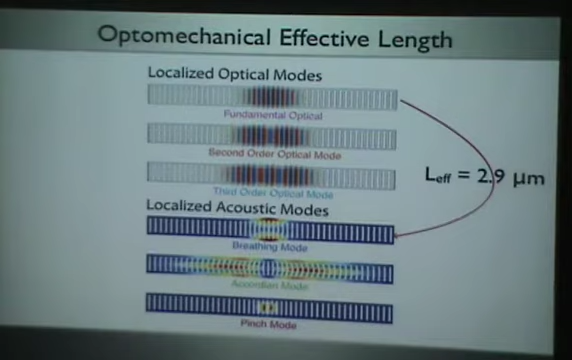 Optomechanical Effective Length
Localized Optical Modes
Fundamental Optical
Second Order Optical Mode
Third Order Optical Mode
Leff = 2.9 μm
Localized Acoustic Modes
Breathing Mode
Accordian Mode
Pinch Mode